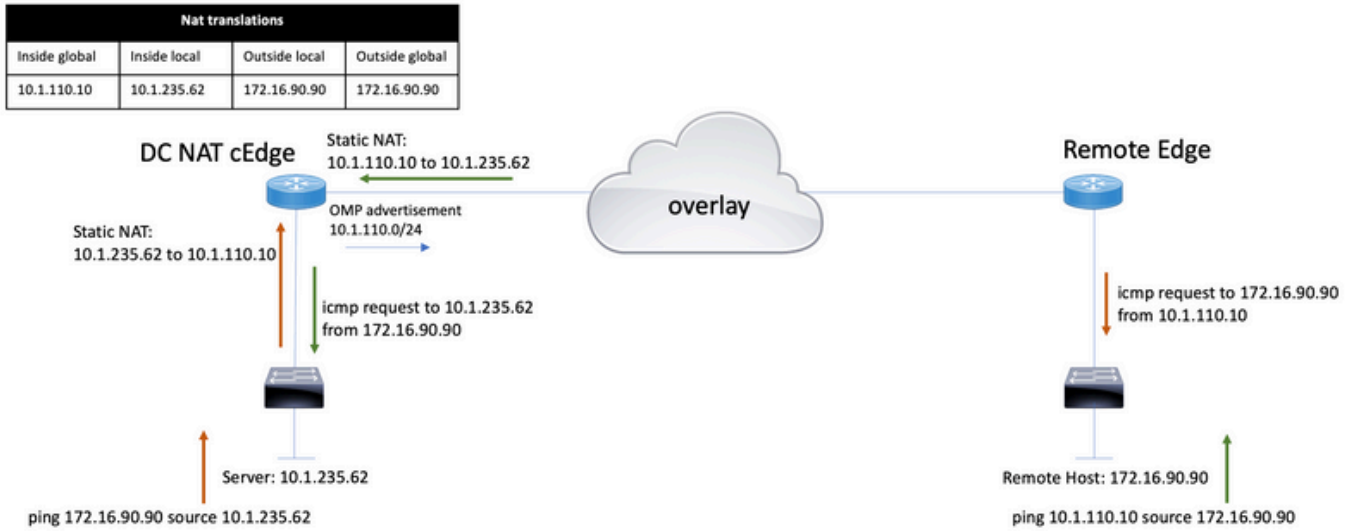 Nat translations
Inside global Inside local Outside local Outside global
10.1.110.10 10.1.235.62 172.16.90.90 172.16.90.90
DC NAT cEdge
Static NAT:
10.1.110.10 to 10.1.235.62
Remote Edge
overlay
OMP advertisement
10.1.110.0/24
Static NAT:
10.1.235.62 to 10.1.110.10
icmp request to 10.1.235.62
from 172.16.90.90
icmp request to 172.16.90.90
from 10.1.110.10
Server: 10.1.235.62
Remote Host: 172.16.90.90
ping 172.16.90.90 source 10.1.235.62
ping 10.1.110.10 source 172.16.90.90